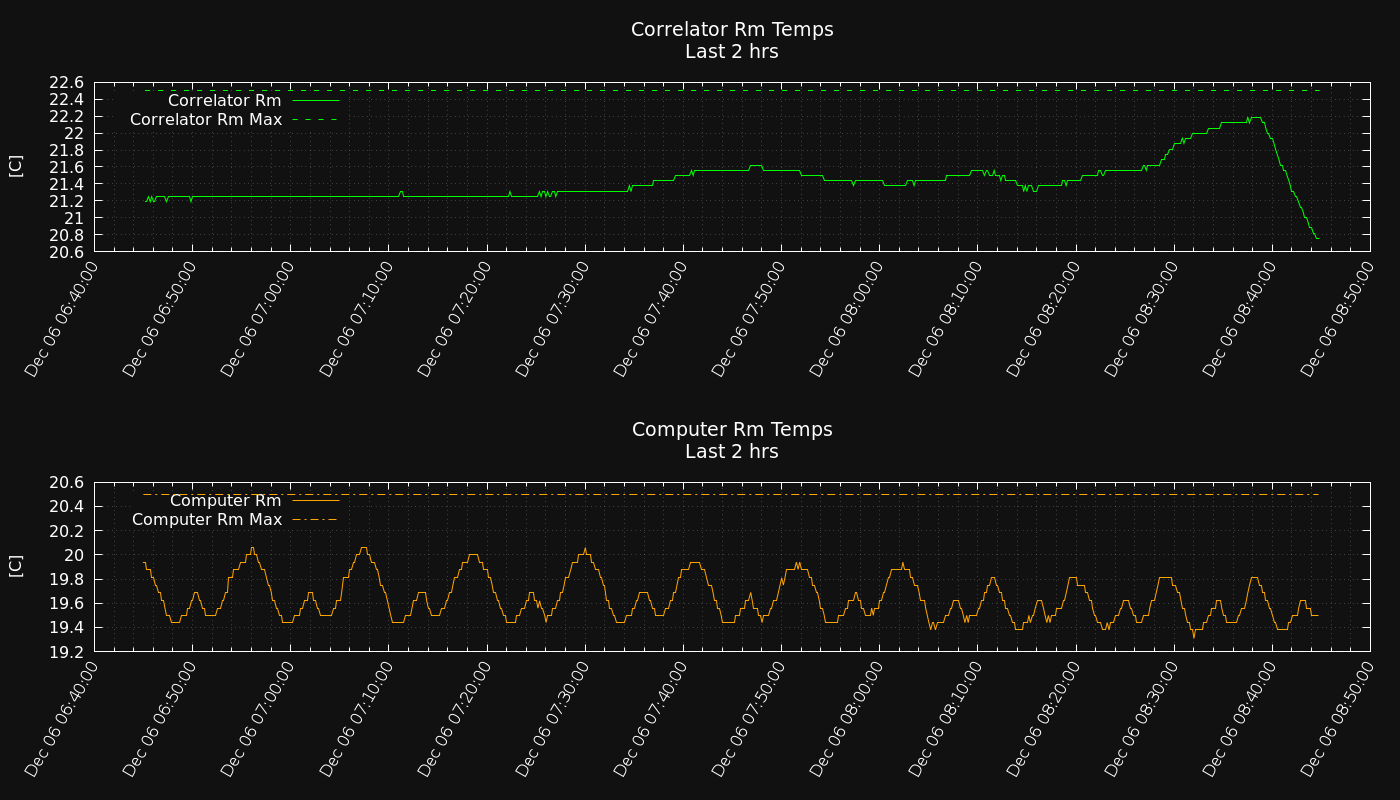 Correlator Rm Temps
Last 2 hrs
22.6
22.4
22.2
22
21.8
21.6
21.4
21.2
21
20.8
20.6
[C]
Correlator Rm
Correlator Rm Max
Dec 06 06:40:00
Dec 06 06:50:00
Dec 06 07:00:00
Dec 06 07:10:00
Dec 06 07:20:00
Dec 06 07:30:00
Dec 06 07:40:00
Dec 06 07:50:00
Dec 06 08:00:00
Dec 06 08:10:00
Dec 06 08:20:00
Dec 06 08:30:00
Dec 06 08:40:00
Dec 06 08:50:00
Computer Rm Temps
Last 2 hrs
20.6
20.4
20.2
20
19.8
19.6
19.4
19.2
[C]
Computer Rm
Computer Rm Max
Dec 06 06:40:00
Dec 06 06:50:00
Dec 06 07:00:00
Dec 06 07:10:00
Dec 06 07:20:00
Dec 06 07:30:00
Dec 06 07:40:00
Dec 06 07:50:00
Dec 06 08:00:00
Dec 06 08:10:00
Dec 06 08:20:00
Dec 06 08:30:00
Dec 06 08:40:00
Dec 06 08:50:00